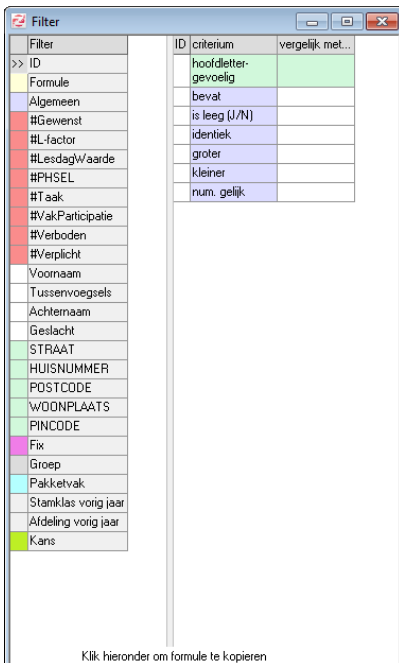 Filter
Filter
>> ID
Formule
Algemeen
#Gewenst
#L-factor
#LesdagWaarde
#PHSEL
#Taak
#VakParticipatie
#Verboden
#Verplicht
Voornaam
Tussenvoegsels
Achternaam
Geslacht
STRAAT
HUISNUMMER
POSTCODE
WOONPLAATS
PINCODE
Fix
Groep
Pakketvak
Stamklas vorig jaar
Afdeling vorig jaar
Kans
ID criterium vergelijk met...
hoofdletter-
gevoelig
bevat
is leeg (J/N)
identiek
groter
kleiner
num. gelijk
Klik hieronder om formule te kopieren